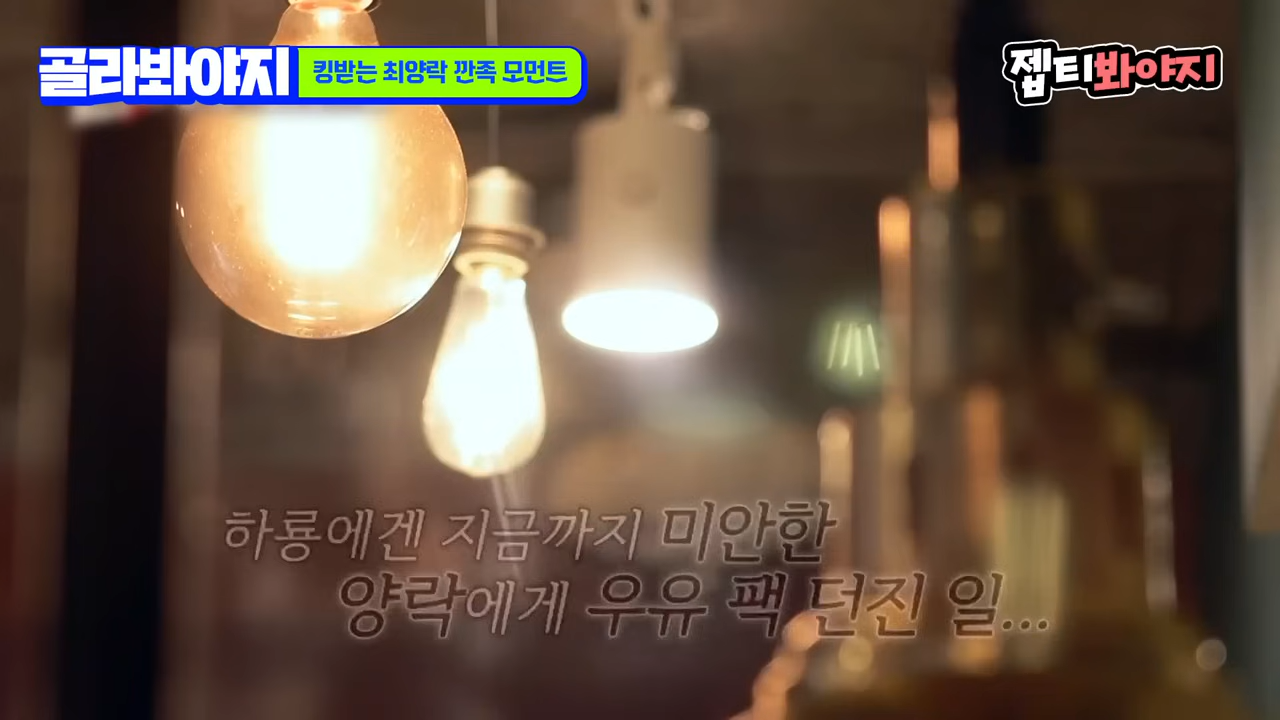 골라봐야지 킹받는 최양락 깐족 모먼트
젭티봐야지
하룡에겐 지금까지 미안한
양락에게 우유 팩 던진 일...